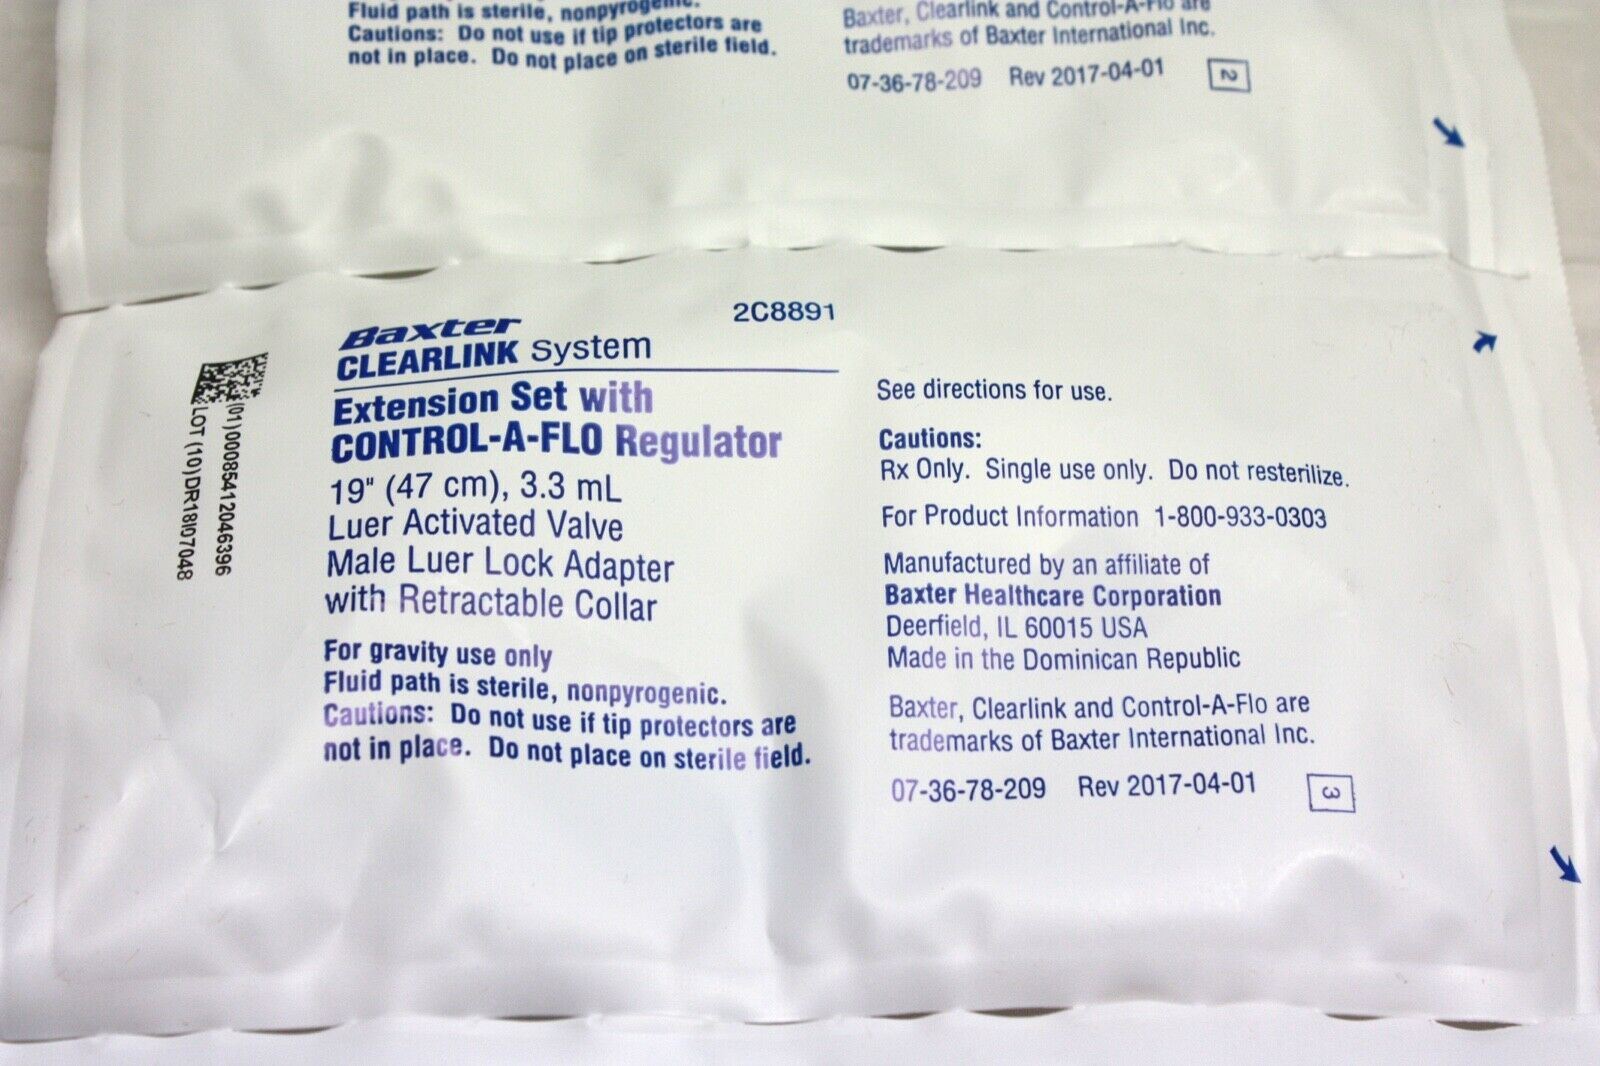 Fluid path is sterile, nonpyrogenic.
Cautions: Do not use if tip protectors are
not in place. Do not place on sterile field.
Baxter, Clearlink and Control-A-Flo are
trademarks of Baxter International Inc.
07-36-78-209 Rev 2017-04-01 2
(01)00085412046396
LOT (10)DR18I07048
Baxter 2C8891
CLEARLINK System
Extension Set with
CONTROL-A-FLO Regulator
19" (47 cm), 3.3 mL
Luer Activated Valve
Male Luer Lock Adapter
with Retractable Collar
For gravity use only
Fluid path is sterile, nonpyrogenic.
Cautions: Do not use if tip protectors are
not in place. Do not place on sterile field.
See directions for use.
Cautions:
Rx Only. Single use only. Do not resterilize.
For Product Information 1-800-933-0303
Manufactured by an affiliate of
Baxter Healthcare Corporation
Deerfield, IL 60015 USA
Made in the Dominican Republic
Baxter, Clearlink and Control-A-Flo are
trademarks of Baxter International Inc.
07-36-78-209 Rev 2017-04-01 3